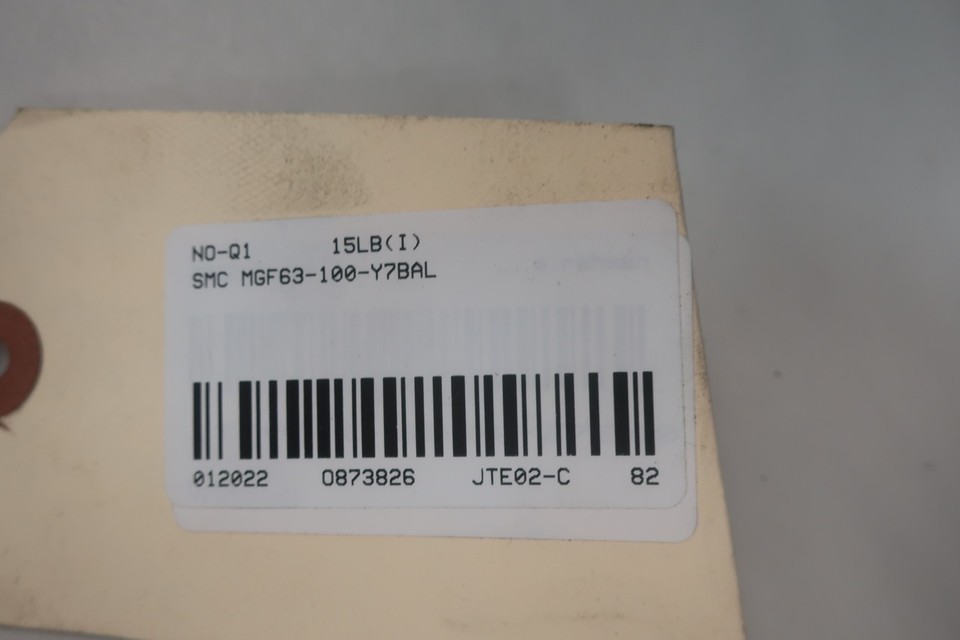 NO-Q1 15LB(I)
SMC MGF63-100-Y7BAL
012022 0873826 JTE02-C 82